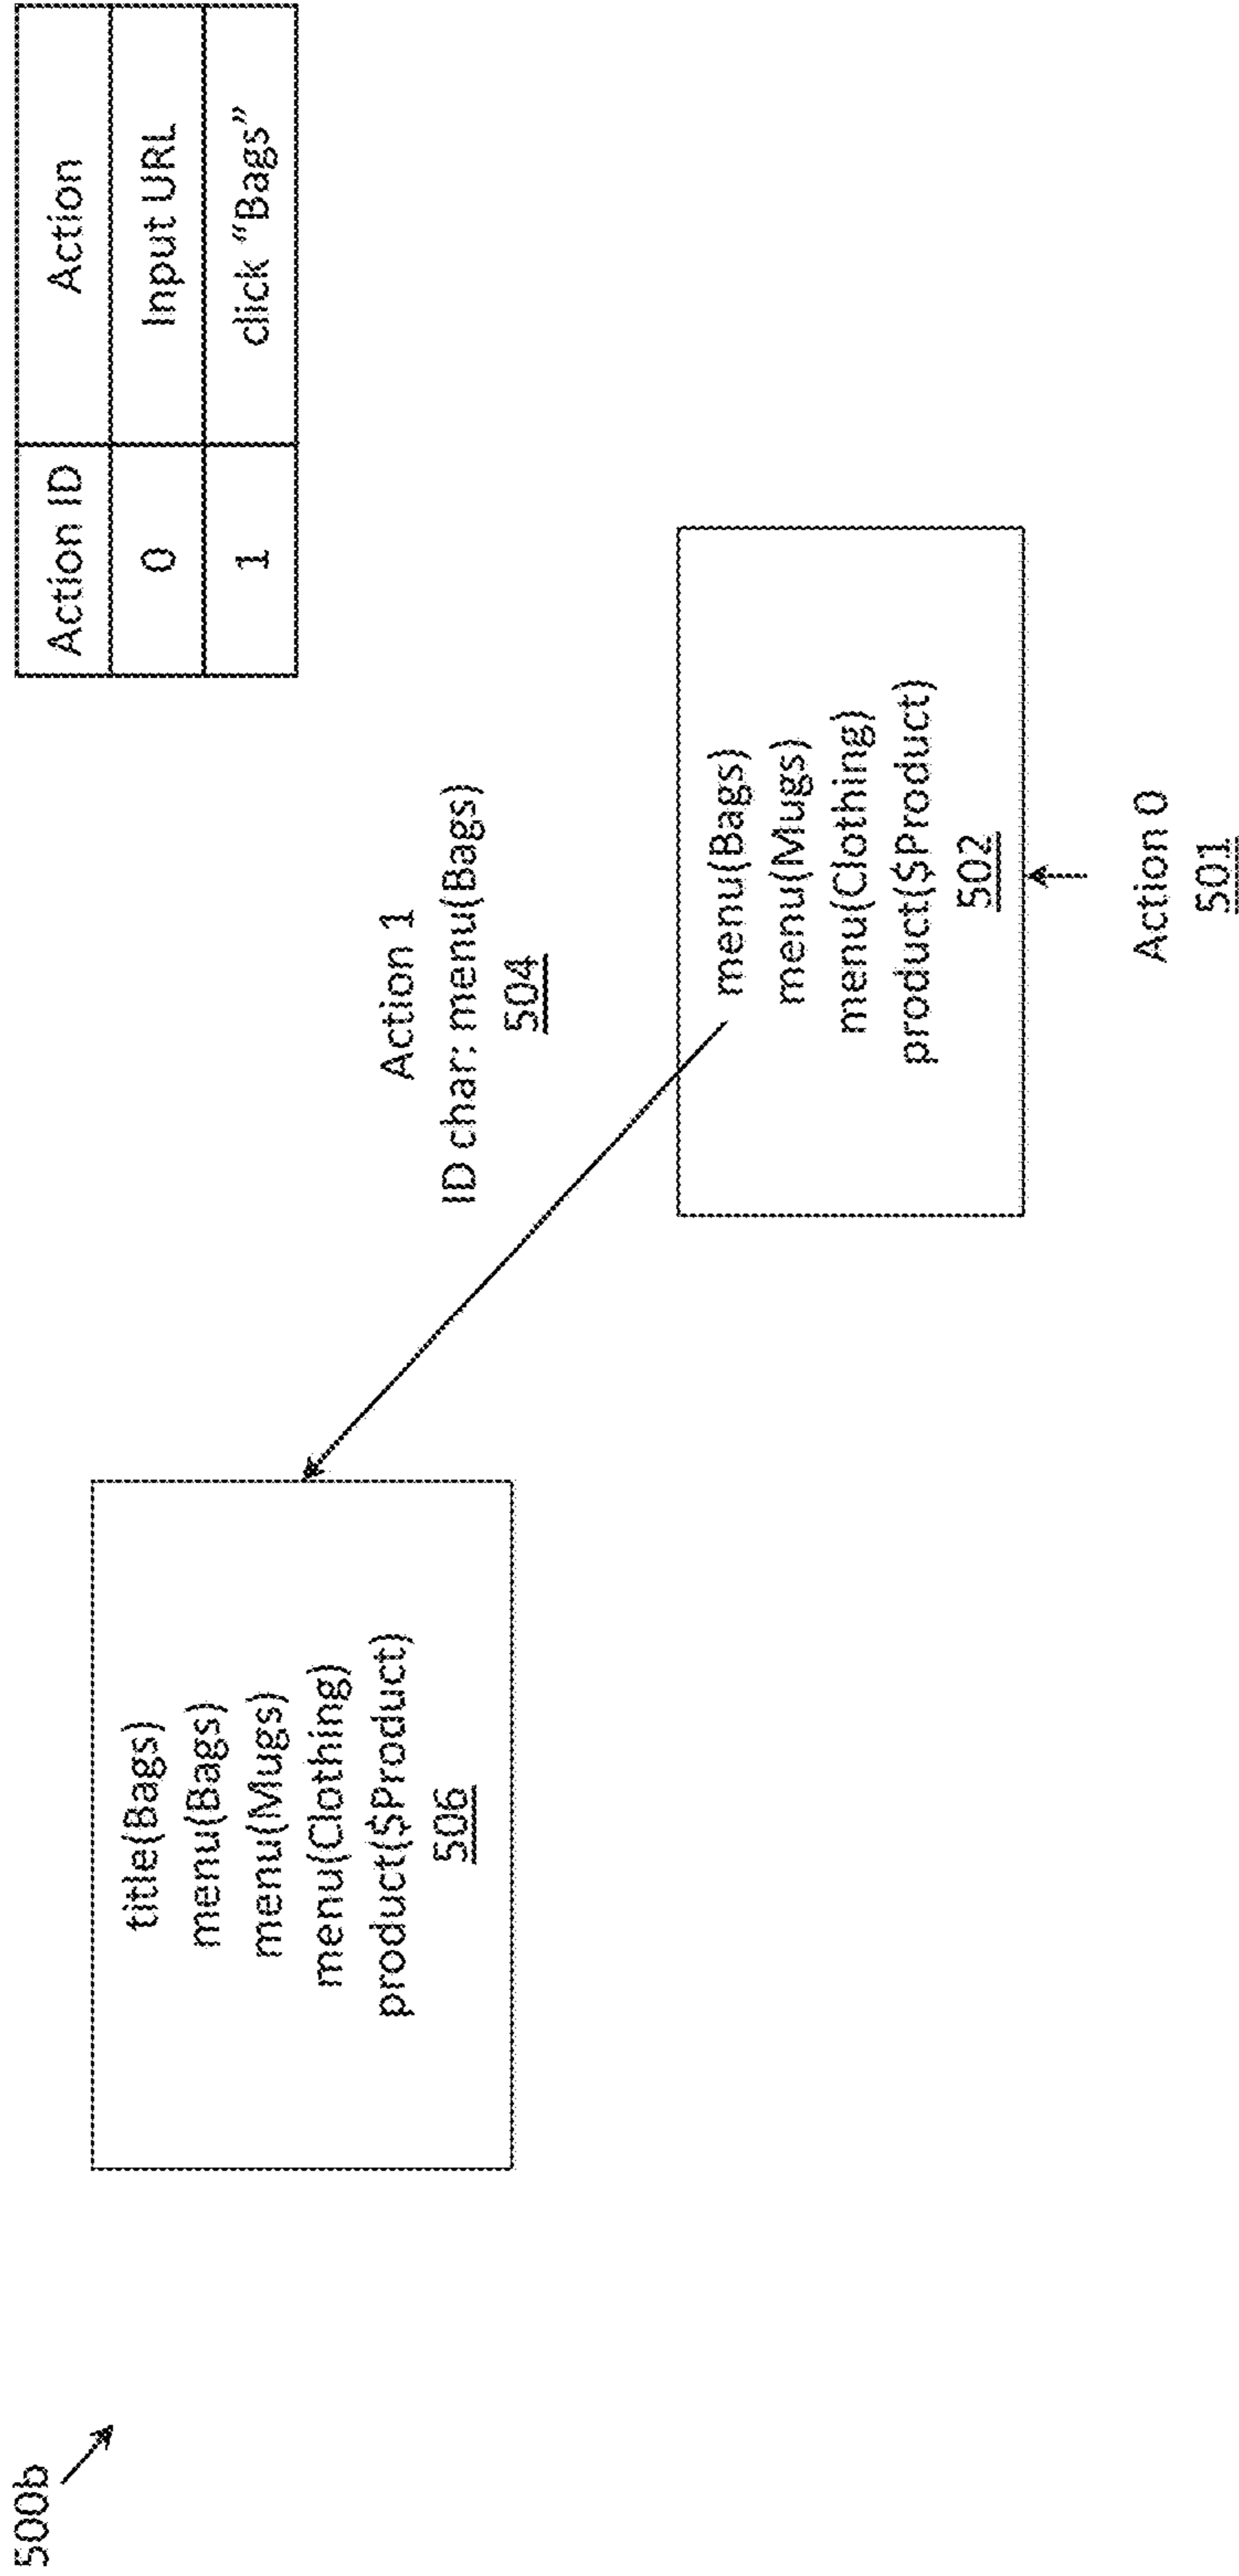 500b
title(Bags)
menu(Bags)
menu(Mugs)
menu(Clothing)
product($Product)
506
Action 1
ID char: menu(Bags)
504
Action ID Action
0 Input URL
1 click “Bags”
menu(Bags)
menu(Mugs)
menu(Clothing)
product($Product)
502
Action 0
501